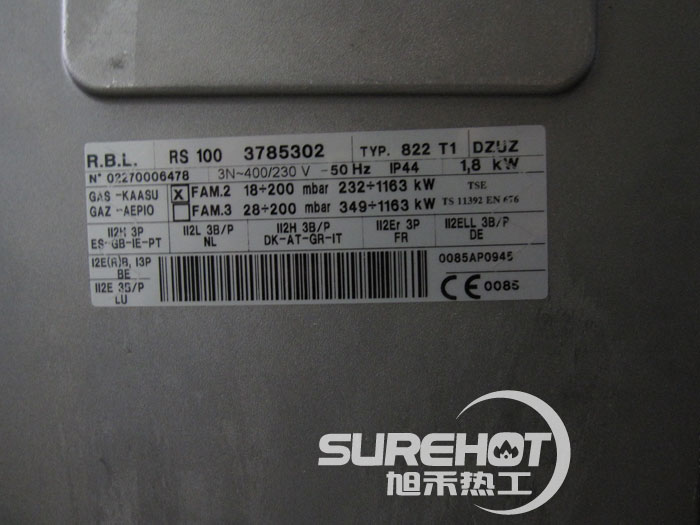 R.B.L. RS 100 3785302 TYP. 822 T1 DZUZ
N° 02270006478 3N~400/230 V ~50 Hz IP44 1,8 kW
GAS -KAASU X FAM.2 18÷200 mbar 232÷1163 kW TSE
GAZ -AEPIO FAM.3 28÷200 mbar 349÷1163 kW TS 11392 EN 676
II2H 3P II2L 3B/P II2H 3B/P II2Er 3P II2ELL 3B/P
ES-GB-IE-PT NL DK-AT-GR-IT FR DE
I2E(R)B, I3P 0085AP0945
BE
II2E 3B/P CE 0085
LU
SUREHOT
旭禾热工